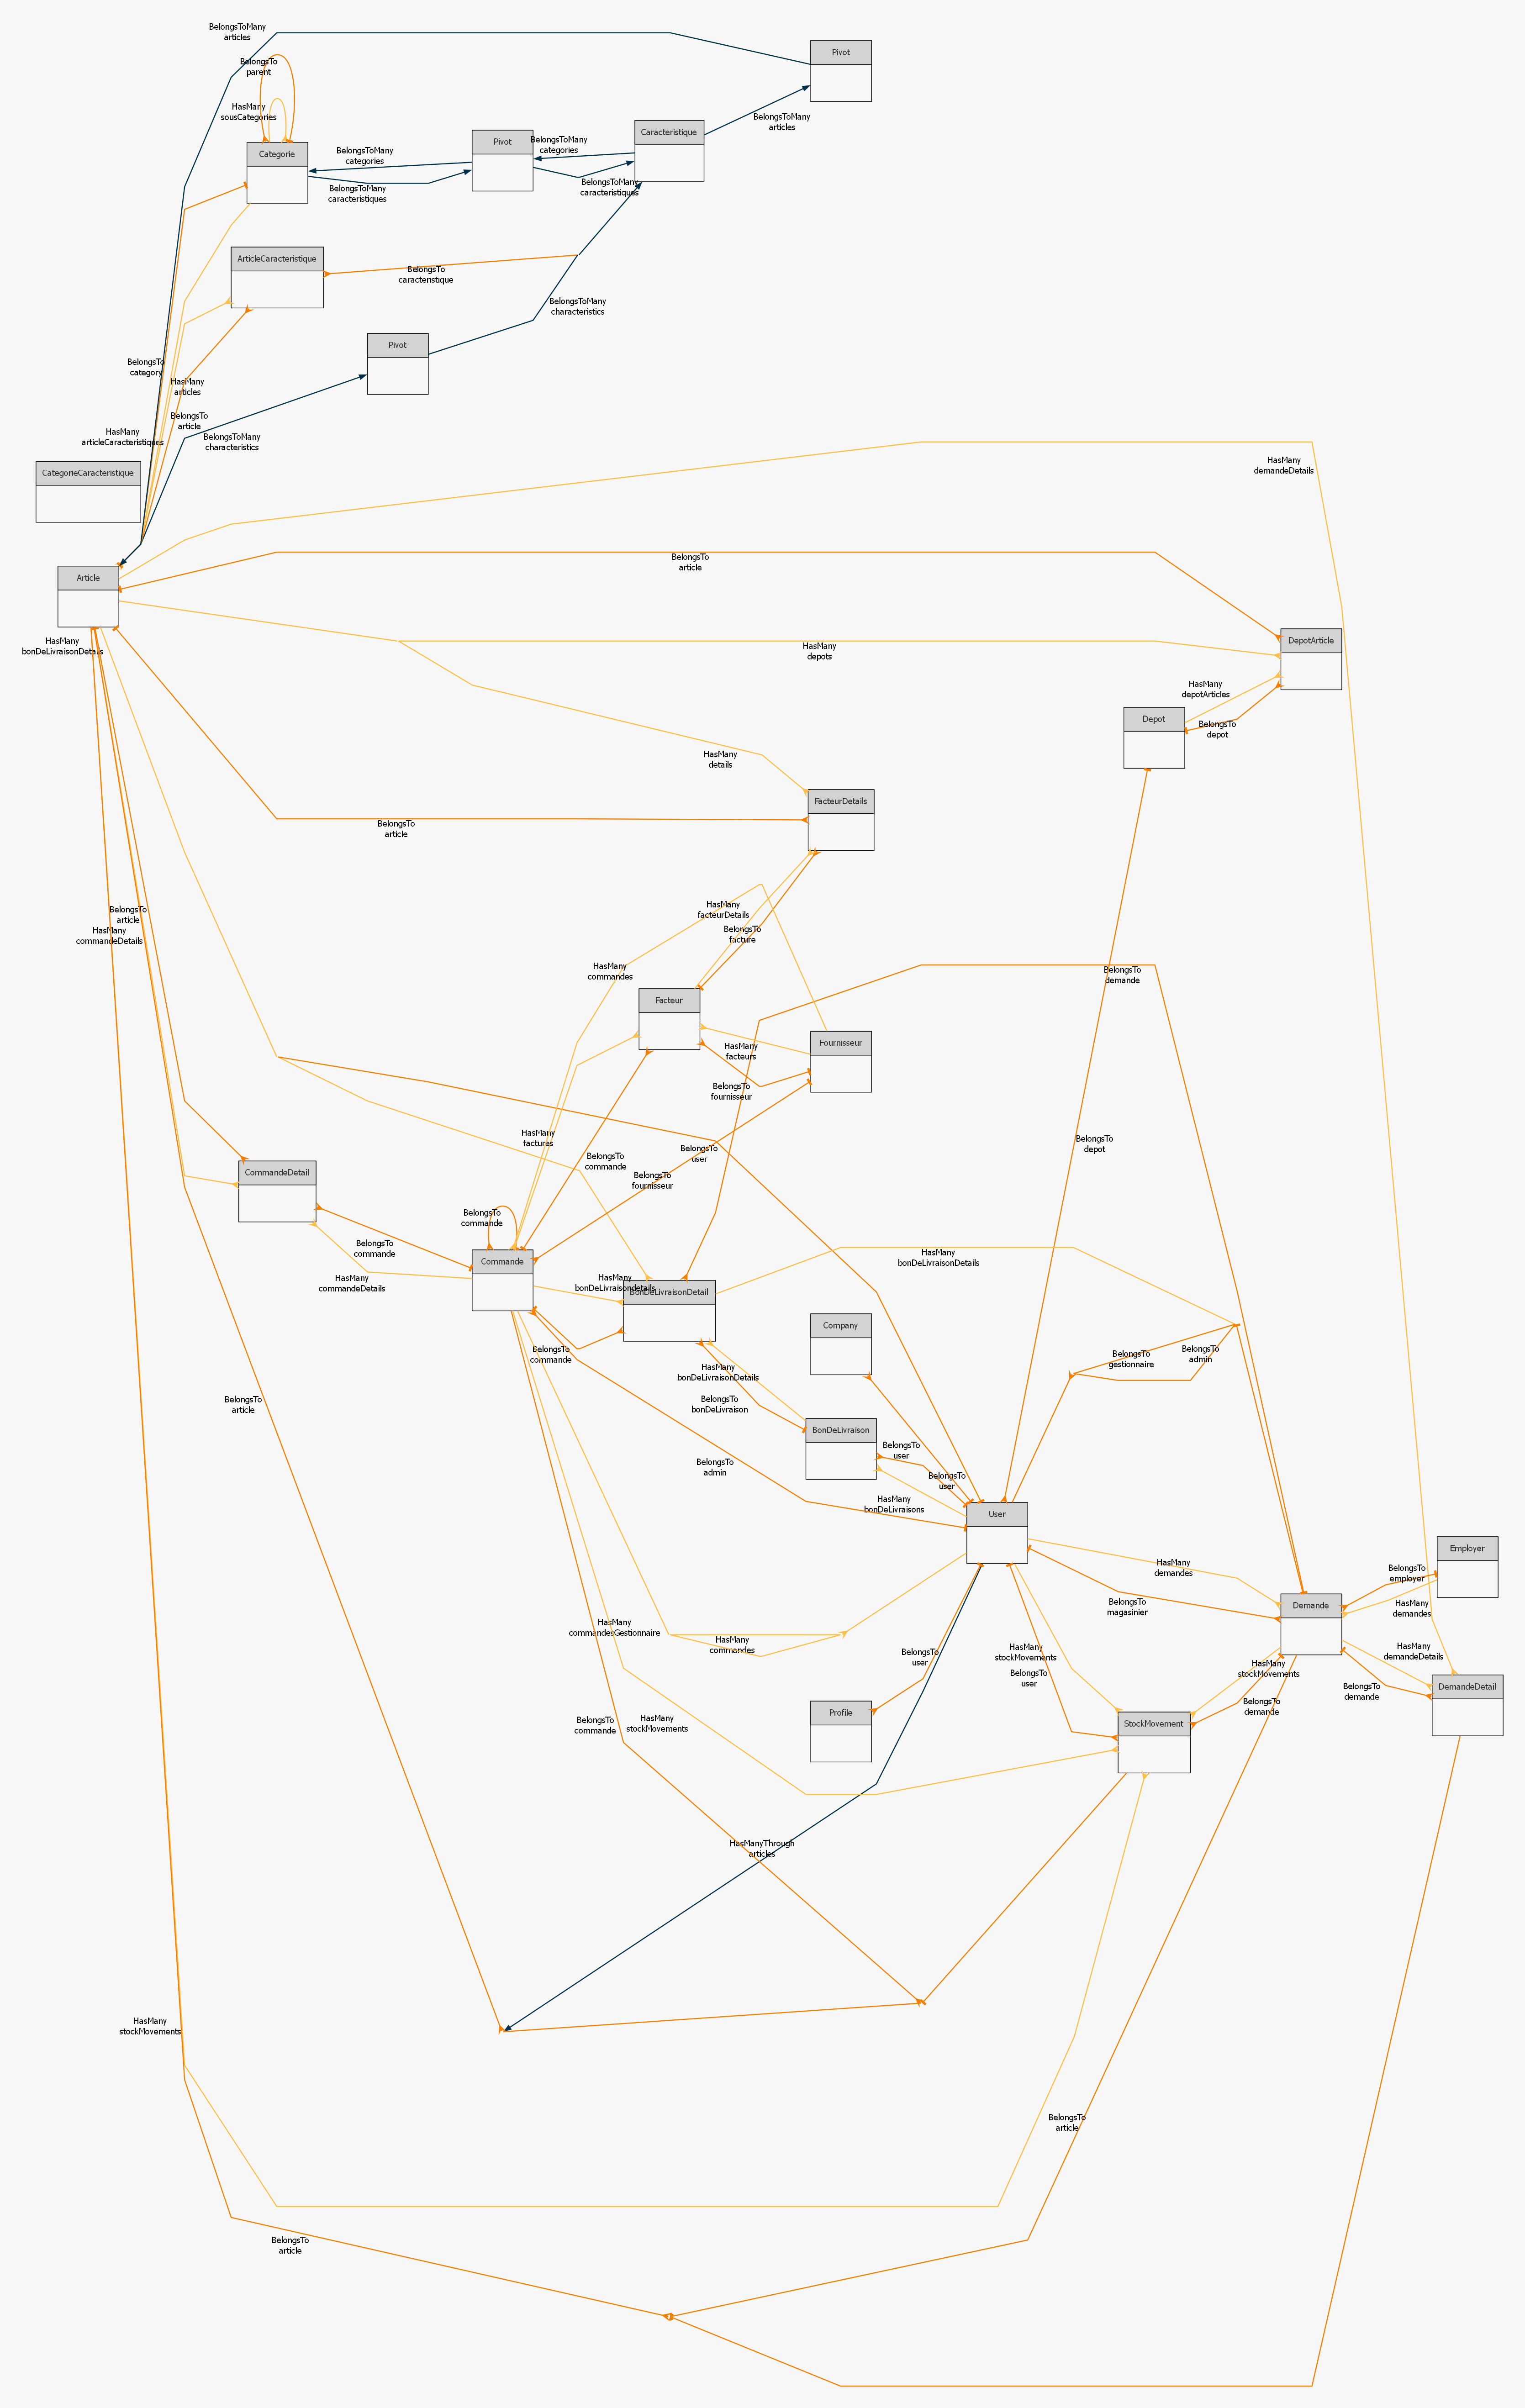 BelongsToMany
articles
Pivot
BelongsTo
parent
HasMany
sousCategories
BelongsToMany
articles
Caracteristique
Pivot
BelongsToMany
categories
Categorie
BelongsToMany
categories
BelongsToMany
caracteristiques
BelongsToMany
caracteristiques
ArticleCaracteristique
BelongsTo
caracteristique
BelongsToMany
characteristics
Pivot
BelongsTo
category
HasMany
articles
BelongsTo
article
HasMany
articleCaracteristiques
BelongsToMany
characteristics
HasMany
demandeDetails
CategorieCaracteristique
BelongsTo
article
Article
HasMany
bonDeLivraisonDetails
HasMany
depots
DepotArticle
HasMany
depotArticles
Depot
BelongsTo
depot
HasMany
details
FacteurDetails
BelongsTo
article
HasMany
facteurDetails
BelongsTo
article
HasMany
commandeDetails
BelongsTo
facture
HasMany
commandes
BelongsTo
demande
Facteur
Fournisseur
HasMany
facteurs
BelongsTo
fournisseur
HasMany
facturas
BelongsTo
user
BelongsTo
depot
BelongsTo
commande
CommandeDetail
BelongsTo
fournisseur
BelongsTo
commande
BelongsTo
commande
HasMany
bonDeLivraisonDetails
Commande
HasMany
commandeDetails
HasMany
bonDeLivraisondetails
BonDeLivraisonDetail
Company
BelongsTo
commande
BelongsTo
gestionnaire
BelongsTo
admin
HasMany
bonDeLivraisonDetails
BelongsTo
article
BelongsTo
bonDeLivraison
BonDeLivraison
BelongsTo
user
BelongsTo
admin
BelongsTo
user
HasMany
bonDeLivraisons
User
Employer
HasMany
demandes
BelongsTo
employer
BelongsTo
magasinier
Demande
HasMany
demandes
HasMany
commandesGestionnaire
HasMany
commandes
BelongsTo
user
HasMany
stockMovements
BelongsTo
user
HasMany
stockMovements
HasMany
demandeDetails
BelongsTo
demande
DemandeDetail
BelongsTo
commande
HasMany
stockMovements
Profile
BelongsTo
demande
StockMovement
HasManyThrough
articles
HasMany
stockMovements
BelongsTo
article
BelongsTo
article